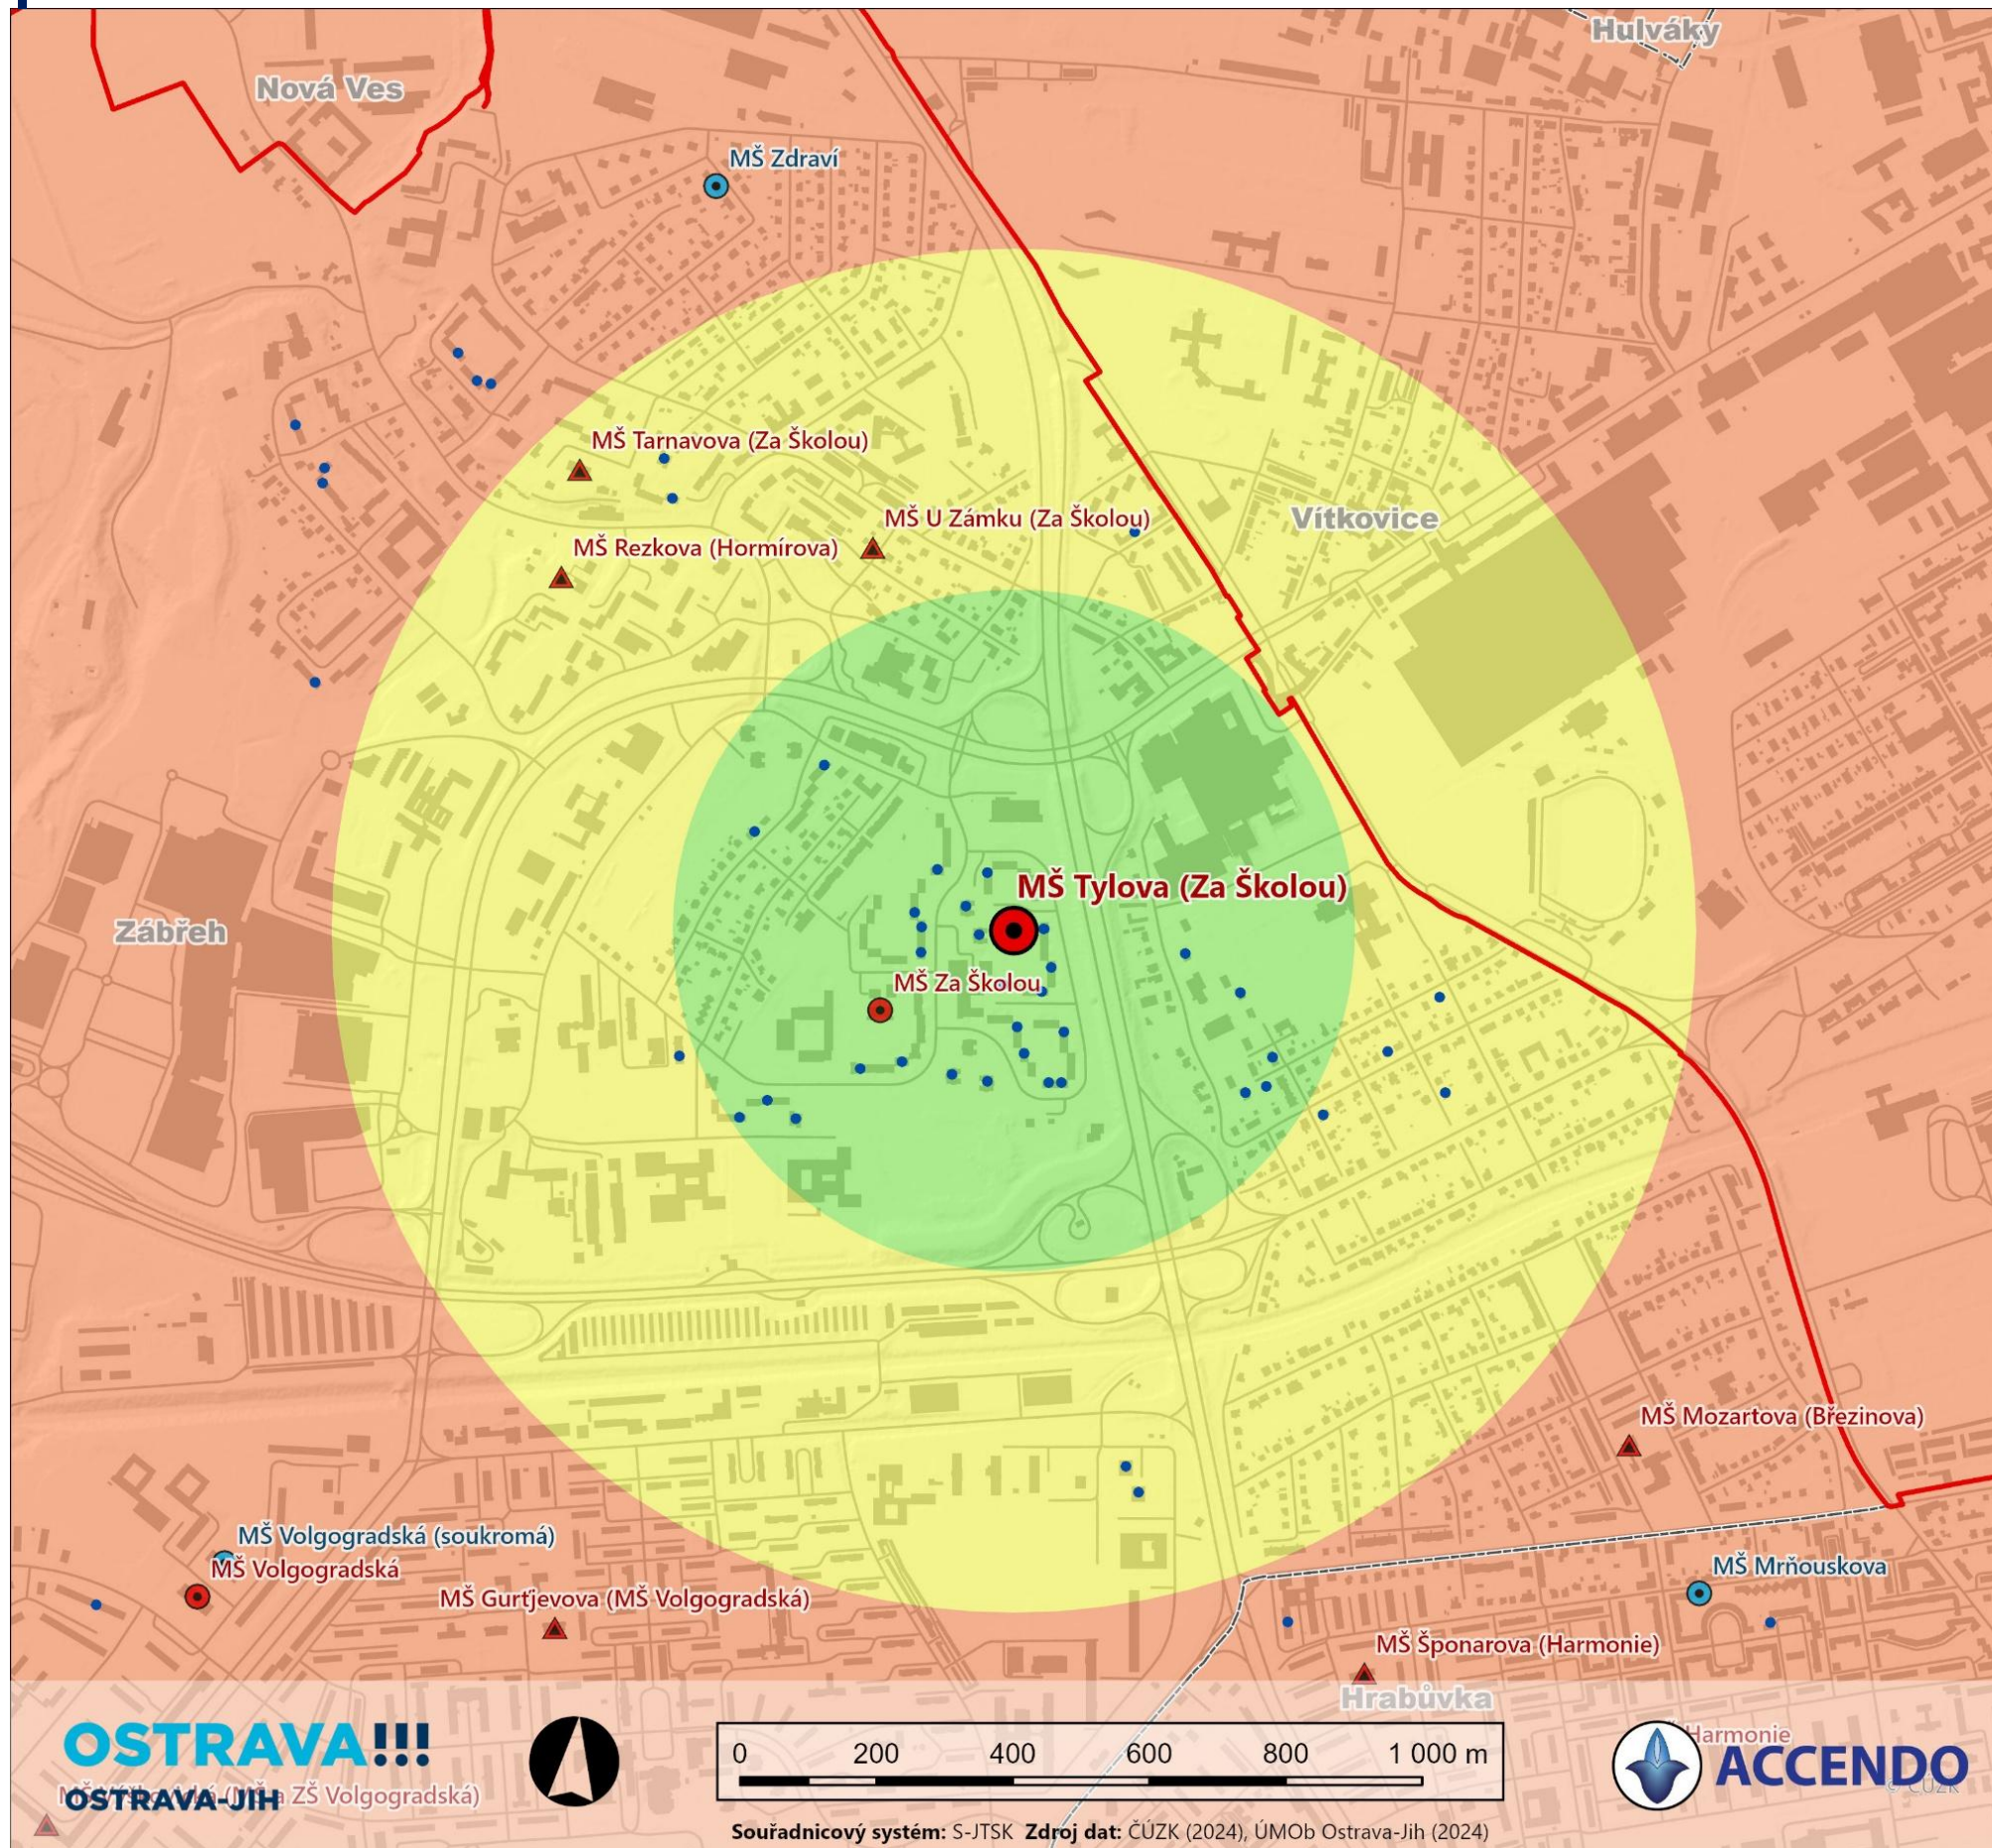 Hulváky
Nová Ves
MŠ Zdraví
MŠ Tarnavova (Za Školou)
MŠ U Zámku (Za Školou)
Vítkovice
MŠ Rezkova (Hormírova)
MŠ Tylova (Za Školou)
Zábřeh
MŠ Za Školou
MŠ Mozartova (Březinova)
MŠ Volgogradská (soukromá)
MŠ Volgogradská
MŠ Mrňouskova
MŠ Gurťjevova (MŠ Volgogradská)
MŠ Šponarova (Harmonie)
Hrabůvka
OSTRAVA!!!
OSTRAVA-JIH
ZŠ Volgogradská)
0 200 400 600 800 1 000 m
Harmonie
ACCENDO
© ČÚZK
Souřadnicový systém: S-JTSK Zdroj dat: ČÚZK (2024), ÚMOb Ostrava-Jih (2024)